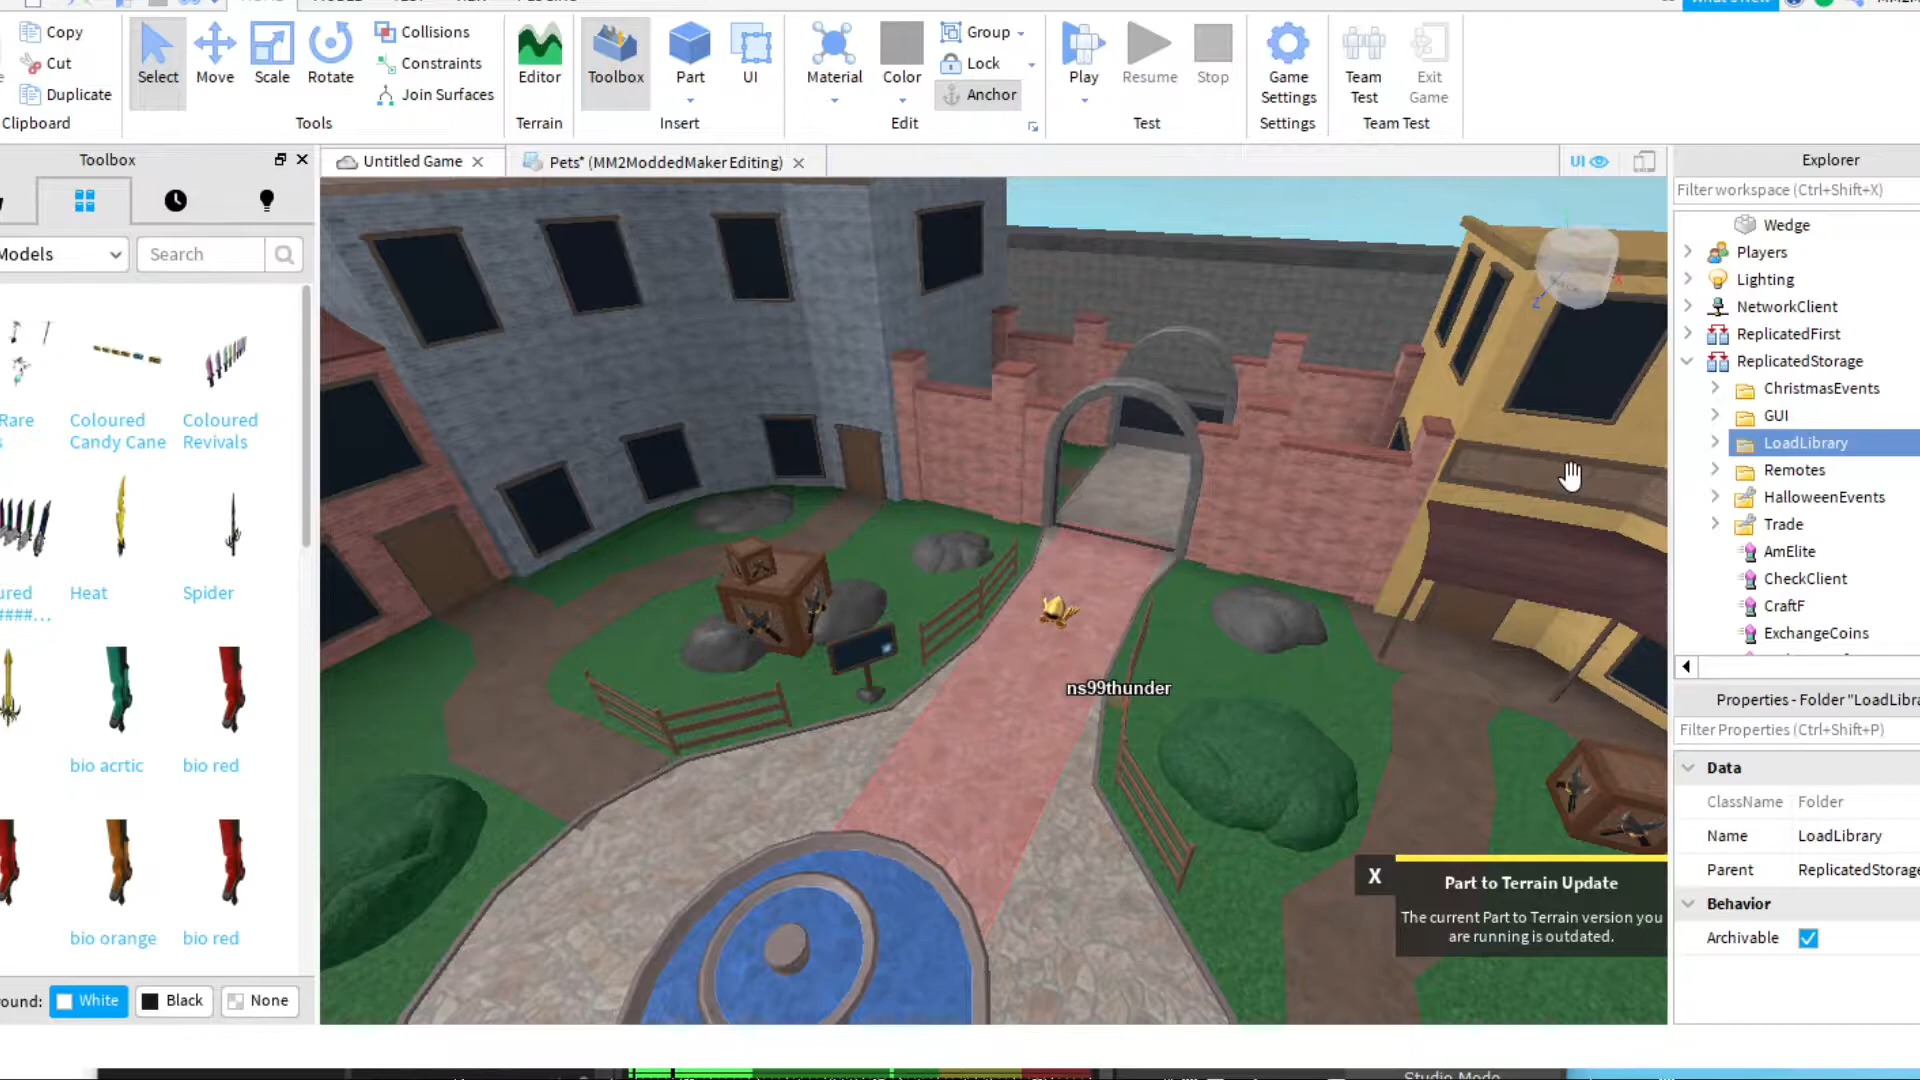 What's New
Copy
Cut
Duplicate
Clipboard
Select
Move
Scale
Rotate
Collisions
Constraints
Join Surfaces
Tools
Editor
Terrain
Toolbox
Part
UI
Insert
Material
Color
Group
Lock
Anchor
Edit
Play
Resume
Stop
Test
Game
Settings
Settings
Team
Test
Exit
Game
Team Test
Toolbox
Untitled Game
Pets* (MM2ModdedMaker Editing)
UI
Explorer
Models
Search
Filter workspace (Ctrl+Shift+X)
Wedge
Players
Lighting
NetworkClient
ReplicatedFirst
ReplicatedStorage
ChristmasEvents
GUI
LoadLibrary
Remotes
HalloweenEvents
Trade
AmElite
CheckClient
CraftF
ExchangeCoins
Rare
Coloured
Candy Cane
Coloured
Revivals
ured
####...
Heat
Spider
bio acrtic
bio red
bio orange
bio red
ound:
White
Black
None
ns99thunder
X
Part to Terrain Update
The current Part to Terrain version you
are running is outdated.
Properties - Folder "LoadLibra
Filter Properties (Ctrl+Shift+P)
Data
ClassName Folder
Name LoadLibrary
Parent ReplicatedStorage
Behavior
Archivable
Studio Mode